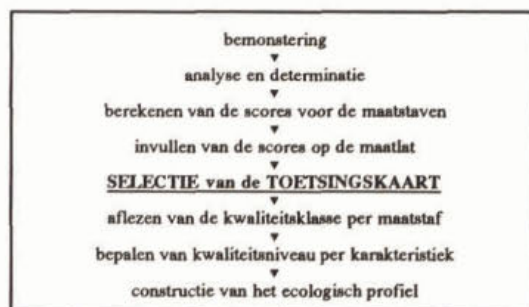 bemonstering
▼
analyse en determinatie
▼
berekenen van de scores voor de maatstaven
▼
invullen van de scores op de maatlat
▼
SELECTIE van de TOETSINGSKAART
▼
aflezen van de kwaliteitsklasse per maatstaf
▼
bepalen van kwaliteitsniveau per karakteristiek
▼
constructie van het ecologisch profiel